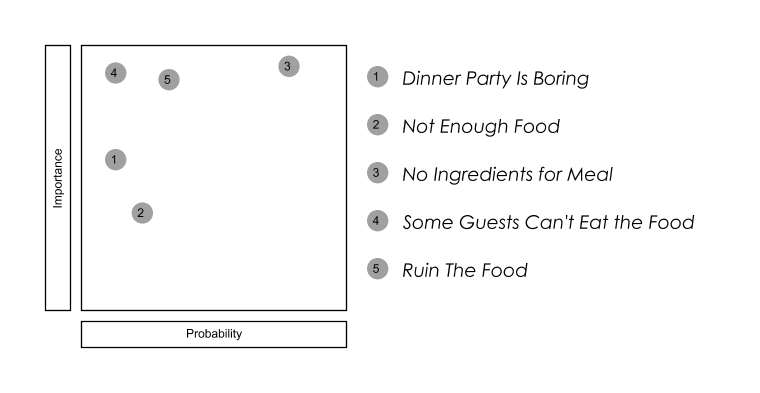 4
5
3
1
2
Importance
Probability
1 Dinner Party Is Boring
2 Not Enough Food
3 No Ingredients for Meal
4 Some Guests Can't Eat the Food
5 Ruin The Food